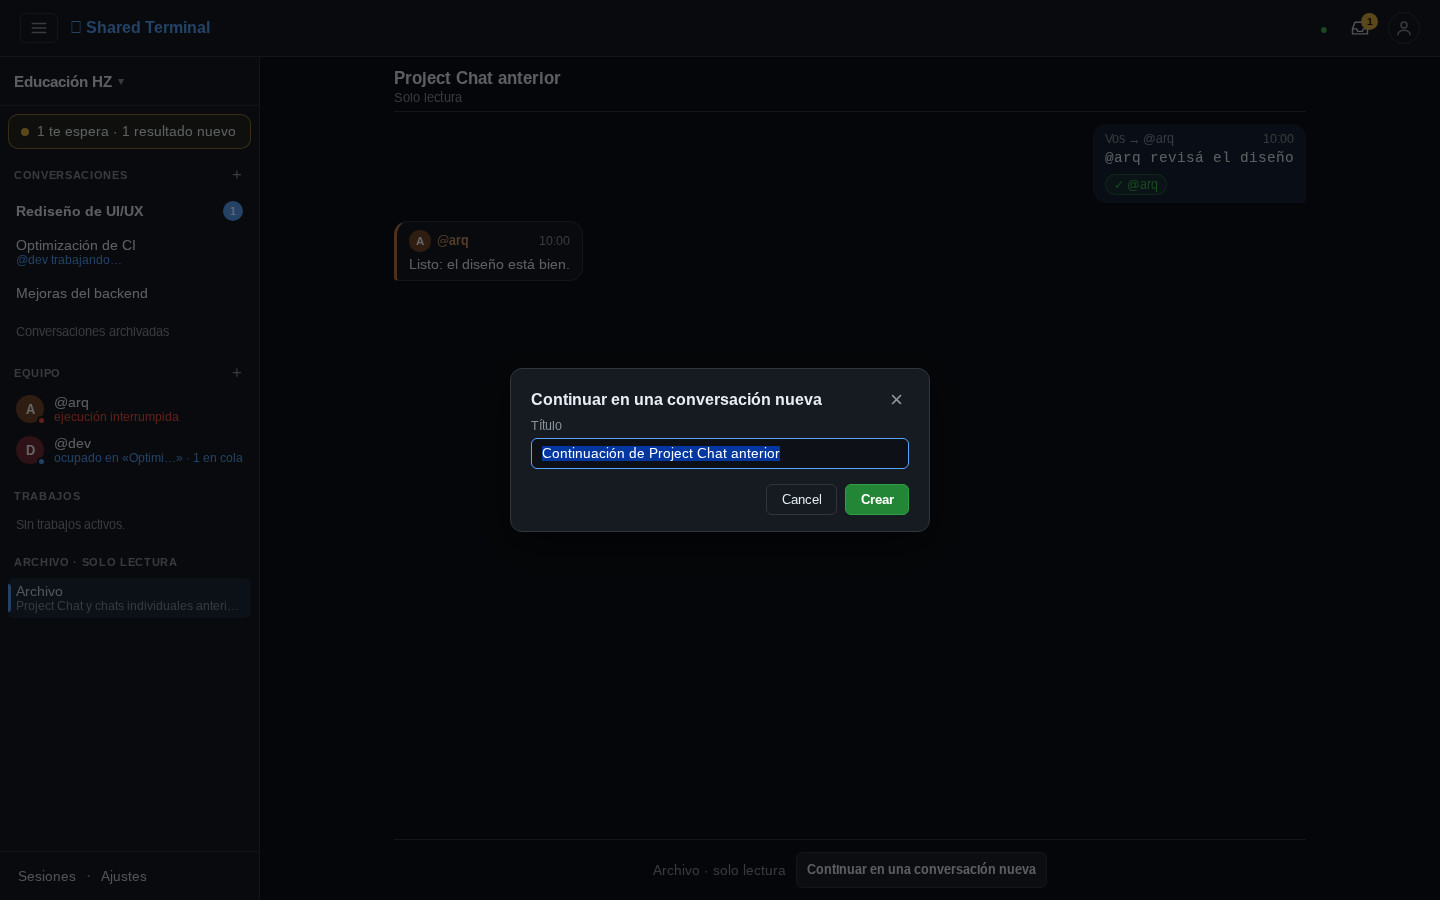 Shared Terminal
1
Educación HZ ▾
1 te espera · 1 resultado nuevo
CONVERSACIONES +
Rediseño de UI/UX 1
Optimización de CI
@dev trabajando…
Mejoras del backend
Conversaciones archivadas
EQUIPO +
A @arq
ejecución interrumpida
D @dev
ocupado en «Optimi…» · 1 en cola
TRABAJOS
Sin trabajos activos.
ARCHIVO · SOLO LECTURA
Archivo
Project Chat y chats individuales anteri…
Sesiones · Ajustes
Project Chat anterior
Solo lectura
Vos → @arq 10:00
@arq revisá el diseño
✓ @arq
A @arq 10:00
Listo: el diseño está bien.
Continuar en una conversación nueva ✕
Título
Continuación de Project Chat anterior
Cancel Crear
Archivo · solo lectura Continuar en una conversación nueva